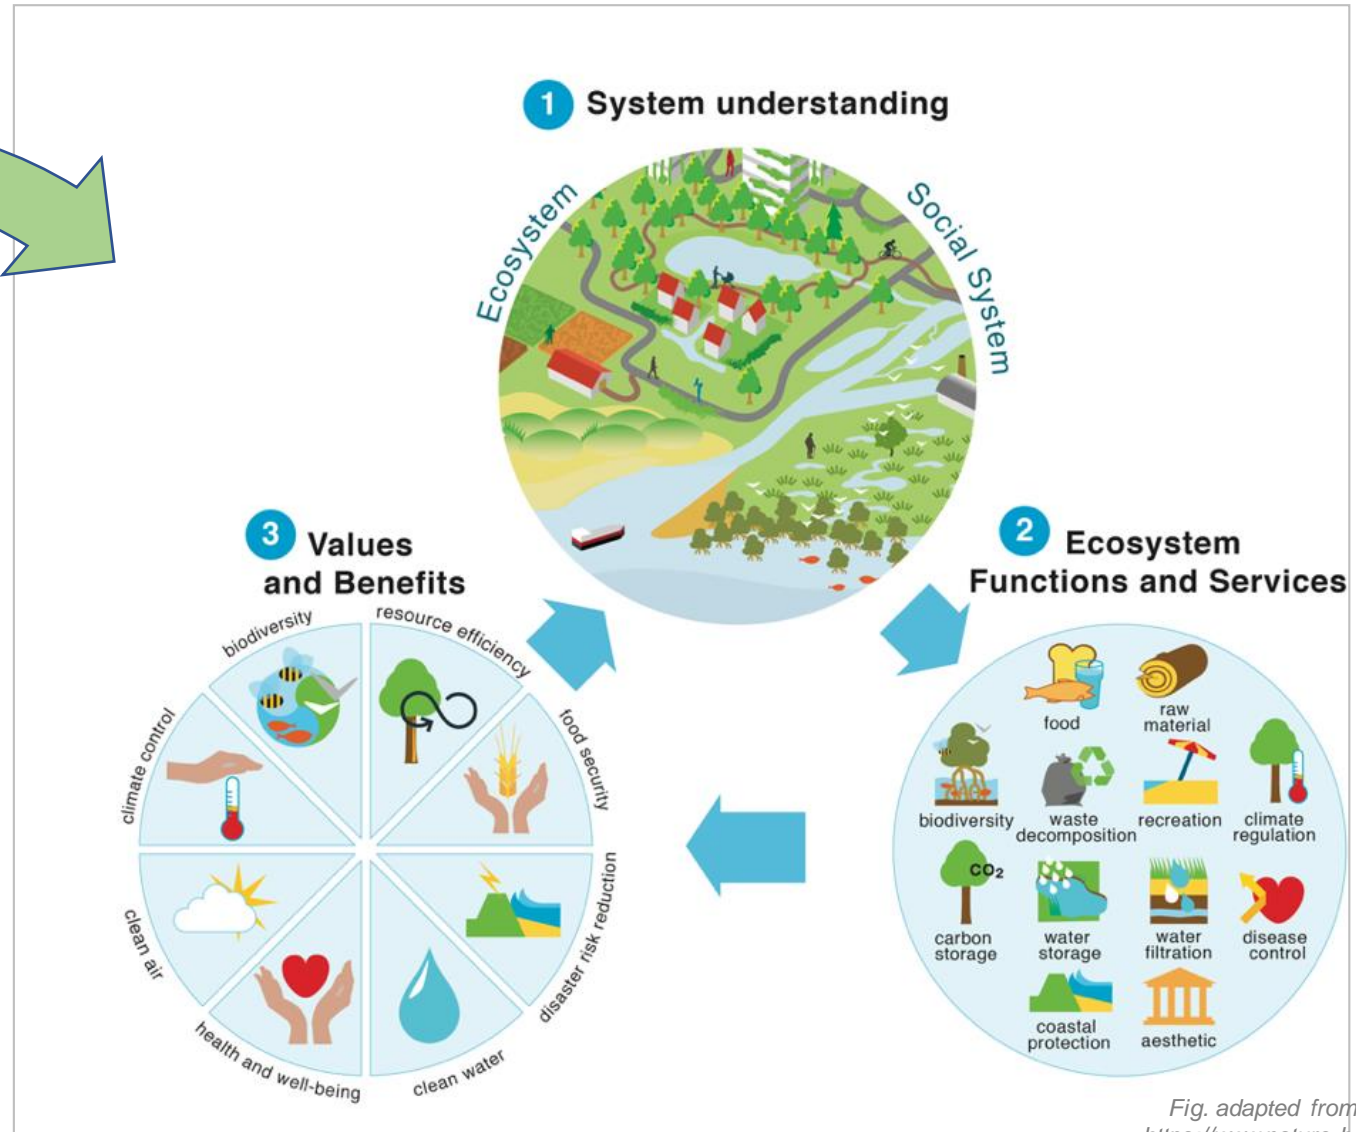 1 System understanding
Ecosystem
Social System
2 Ecosystem
Functions and Services
food
raw
material
biodiversity
waste
decomposition
recreation
climate
regulation
CO₂
carbon
storage
water
storage
water
filtration
disease
control
coastal
protection
aesthetic
3 Values
and Benefits
biodiversity
resource efficiency
food security
disaster risk reduction
clean water
health and well-being
clean air
climate control
Fig. adapted from